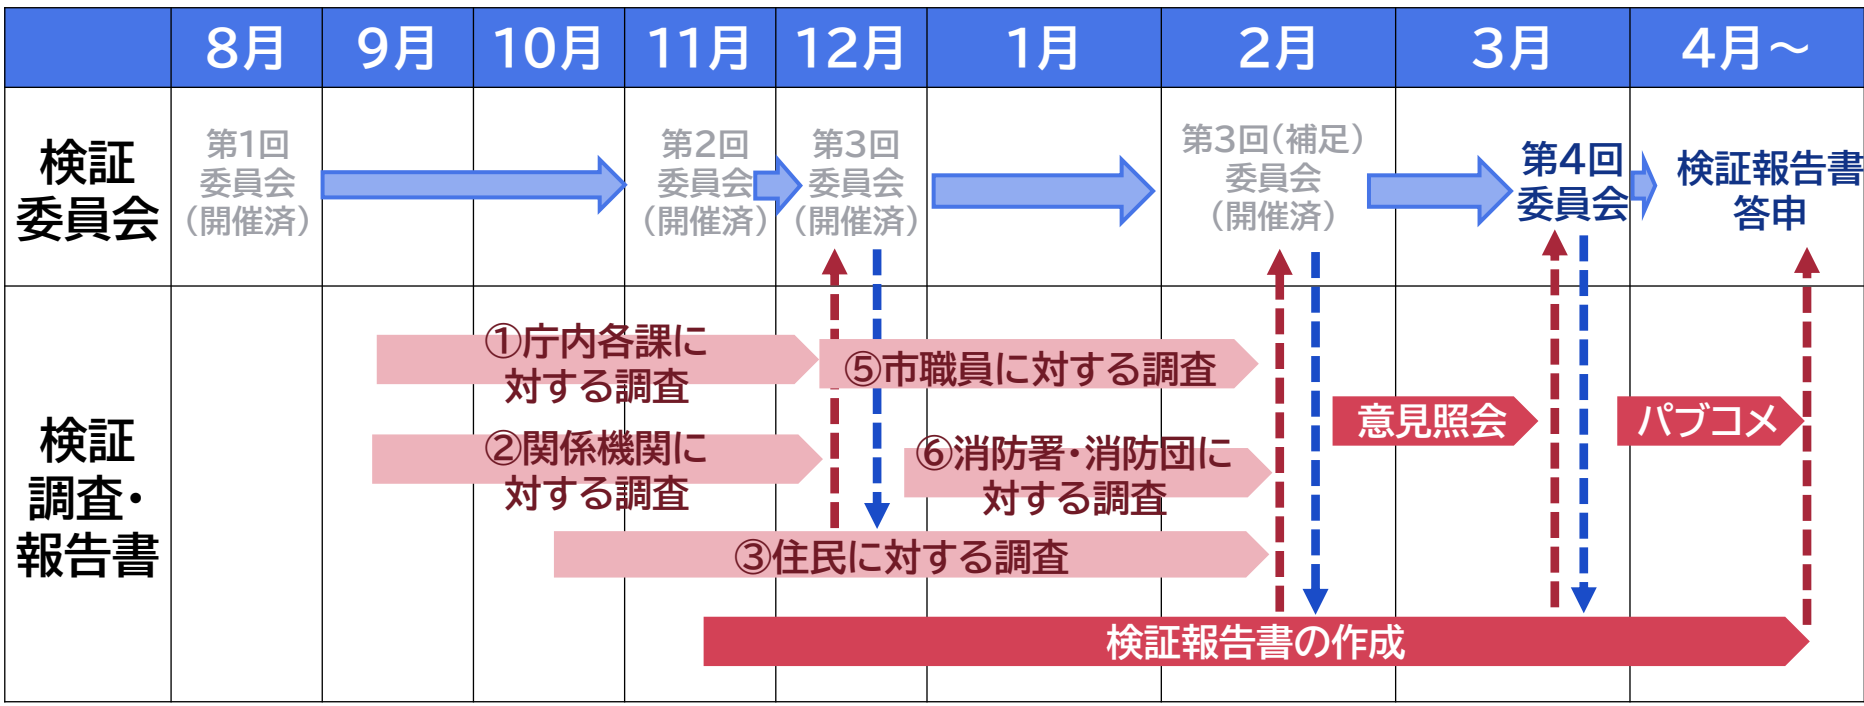 8月
9月
10月
11月
12月
1月
2月
3月
4月～
検証
委員会
第1回
委員会
（開催済）
第2回
委員会
（開催済）
第3回
委員会
（開催済）
第3回（補足）
委員会
（開催済）
第4回
委員会
検証報告書
答申
検証
調査・
報告書
①庁内各課に
対する調査
⑤市職員に対する調査
意見照会
パブコメ
②関係機関に
対する調査
⑥消防署・消防団に
対する調査
③住民に対する調査
検証報告書の作成